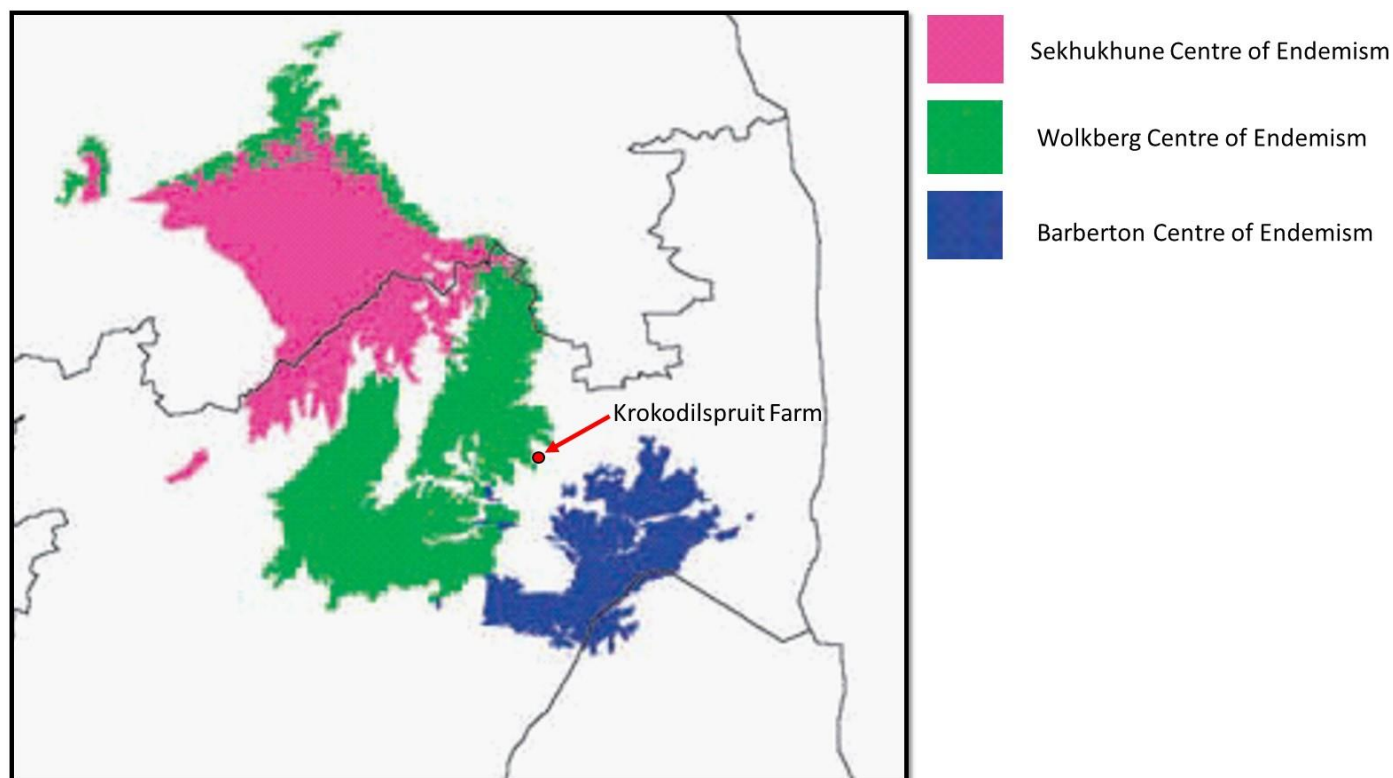 Sekhukhune Centre of Endemism
Wolkberg Centre of Endemism
Barberton Centre of Endemism
Krokodilspruit Farm